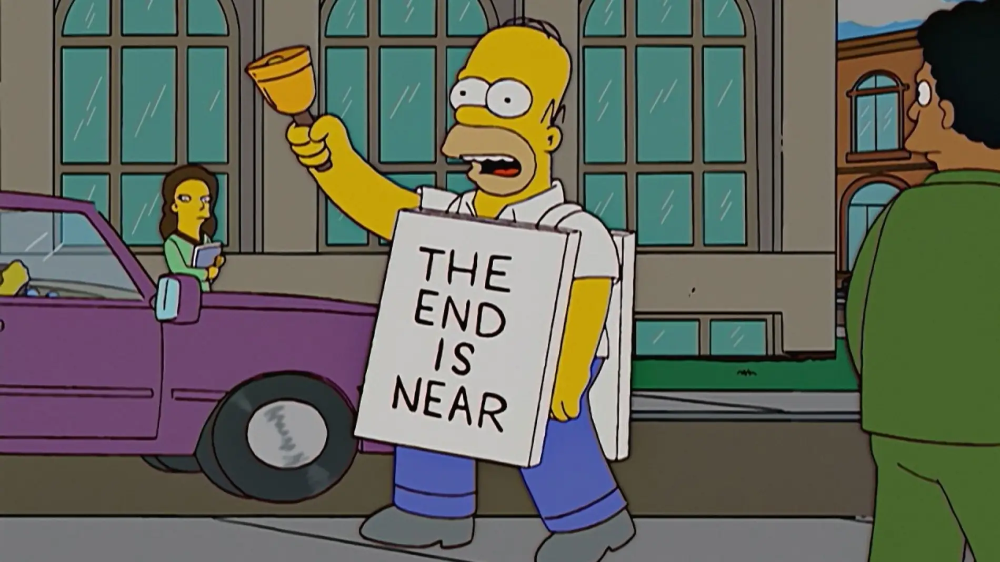 THE
END
IS
NEAR